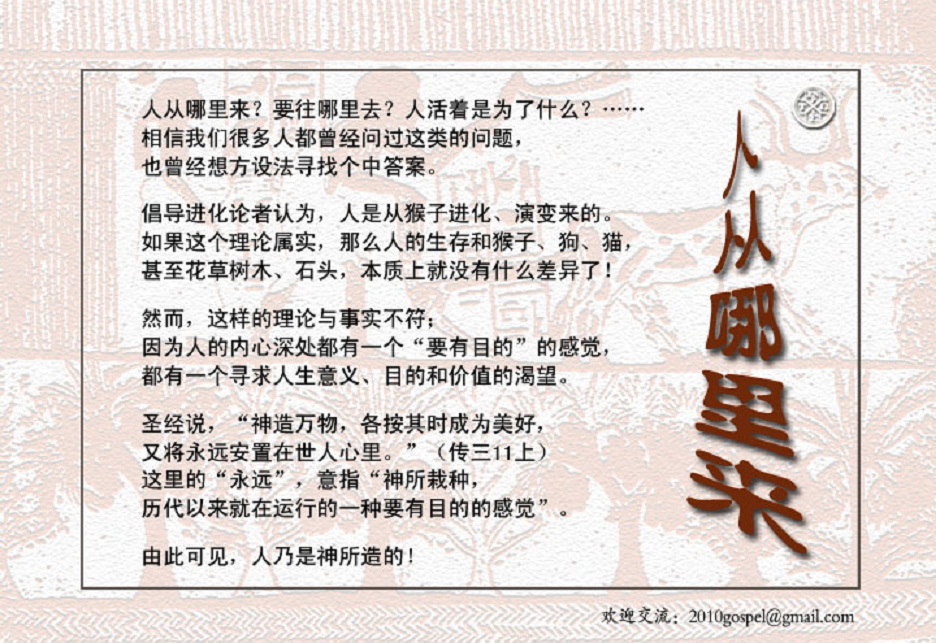 人从哪里来？要往哪里去？人活着是为了什么？……
相信我们很多人都曾经问过这类的问题，
也曾经想方设法寻找个中答案。
倡导进化论者认为，人是从猴子进化、演变来的。
如果这个理论属实，那么人的生存和猴子、狗、猫，
甚至花草树木、石头，本质上就没有什么差异了！
然而，这样的理论与事实不符；
因为人的内心深处都有一个“要有目的”的感觉，
都有一个寻求人生意义、目的和价值的渴望。
圣经说，“神造万物，各按其时成为美好，
又将永远安置在世人心里。”（传三11上）
这里的“永远”，意指“神所栽种，
历代以来就在运行的一种要有目的的感觉”。
由此可见，人乃是神所造的！
人从哪里来
欢迎交流：2010gospel@gmail.com